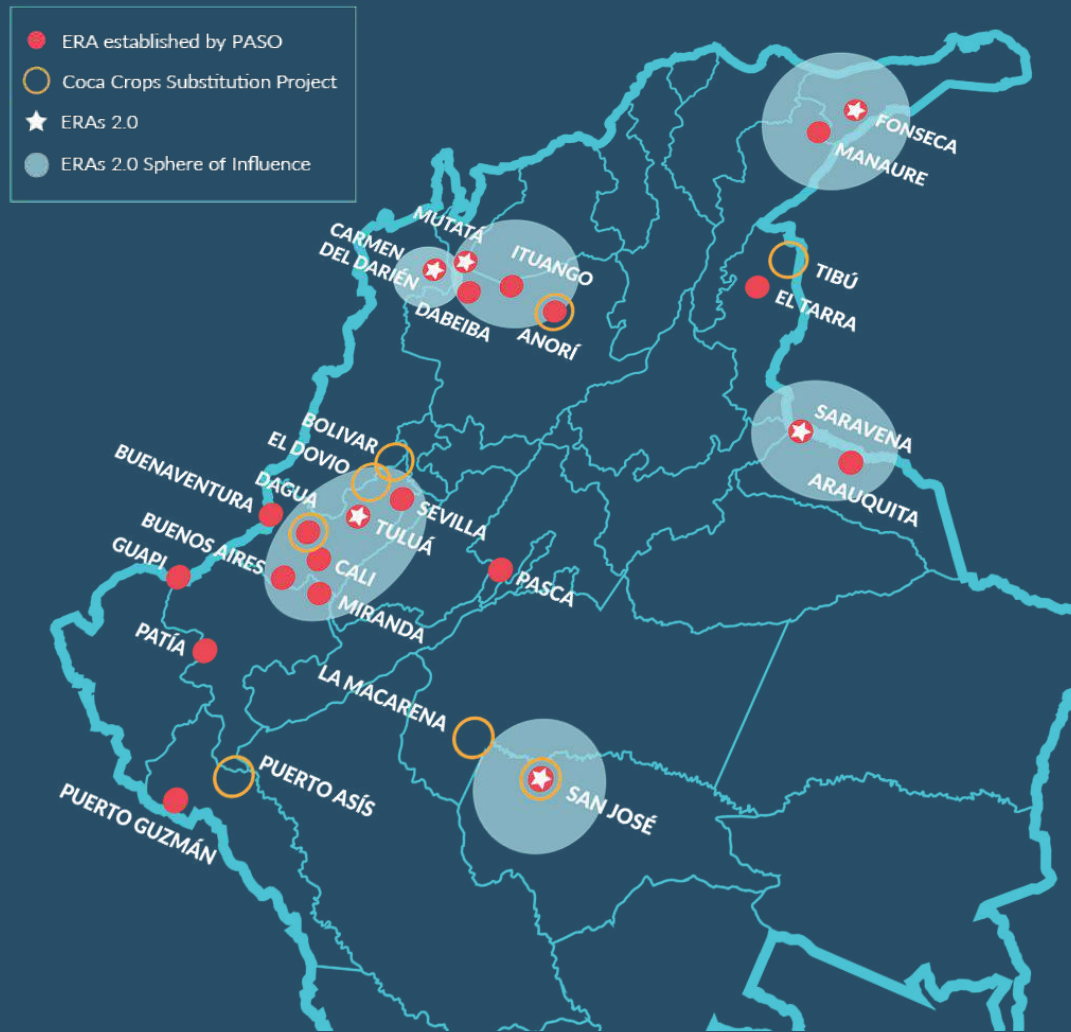 ERA established by PASO
Coca Crops Substitution Project
ERAs 2.0
ERAs 2.0 Sphere of Influence
FONSECA
MANAURE
MUTATÁ
CARMEN
DEL DARIÉN
ITUANGO
DABEIBA
ANORÍ
TIBÚ
EL TARRA
SARAVENA
ARAUQUITA
BOLIVAR
EL DOVIO
DAGUA
BUENAVENTURA
SEVILLA
TULUÁ
BUENOS AIRES
CALI
GUAPI
MIRANDA
PASCA
PATÍA
LA MACARENA
PUERTO ASÍS
SAN JOSÉ
PUERTO GUZMÁN